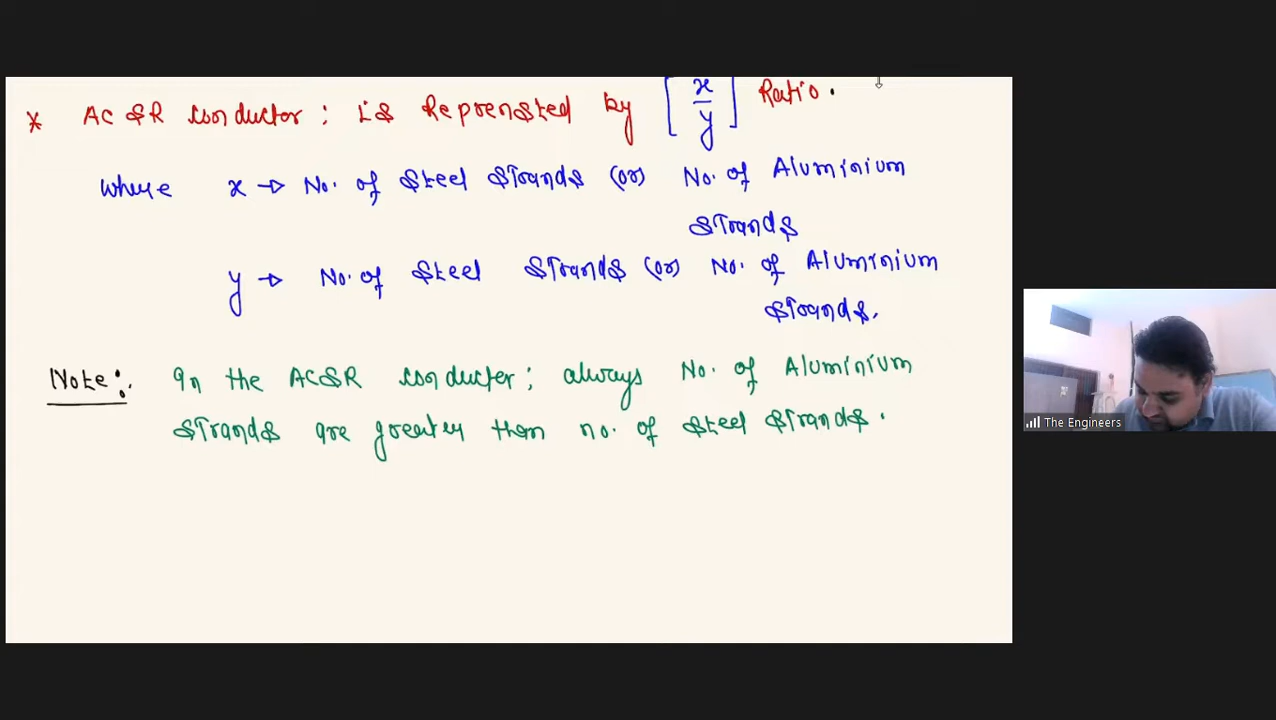 * ACSR conductor : is Reprensted by [x/y] Ratio.
where x → No. of Steel Strands (or) No. of Aluminium
Strands
y → No. of Steel Strands (or) No. of Aluminium
Strands.
Note:. In the ACSR conductor; always No. of Aluminium
Strands are greater then no. of Steel Strands.
The Engineers